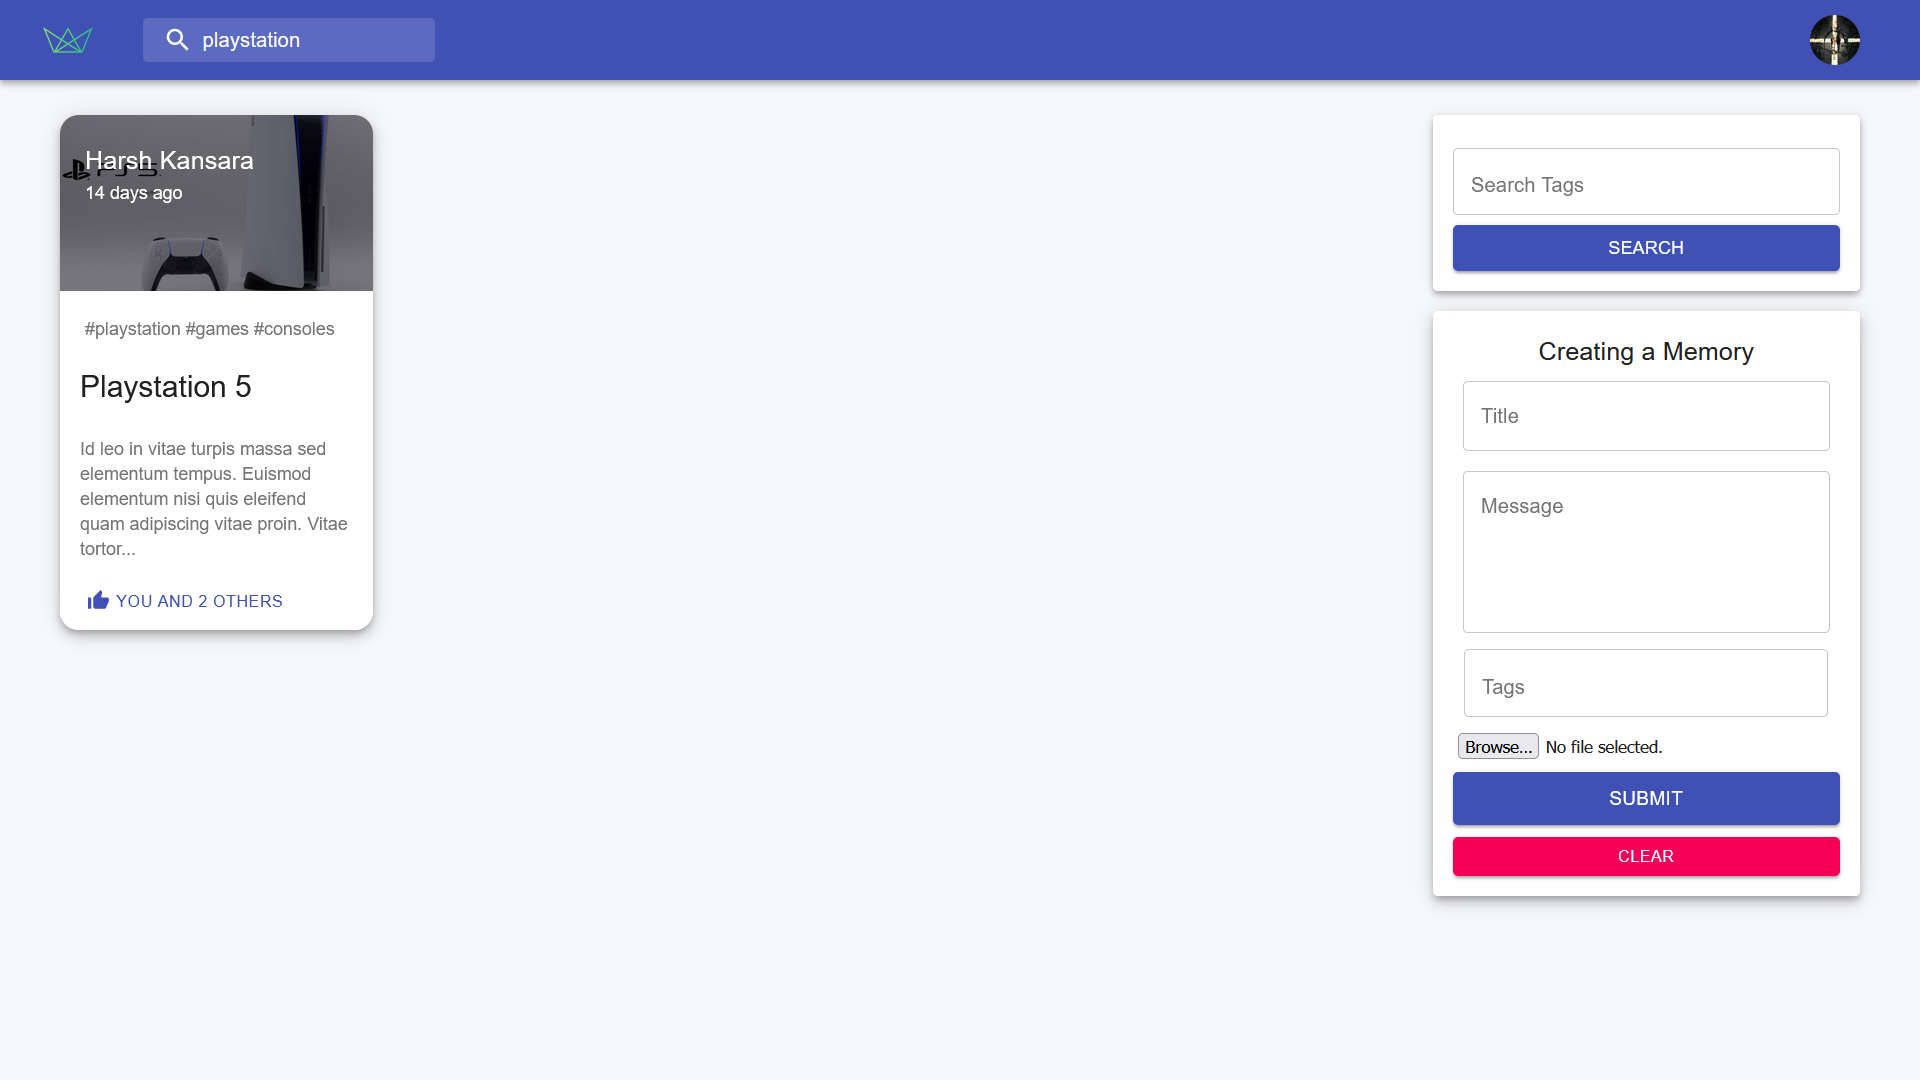 playstation
Harsh Kansara
PS5
14 days ago
#playstation #games #consoles
Playstation 5
Id leo in vitae turpis massa sed
elementum tempus. Euismod
elementum nisi quis eleifend
quam adipiscing vitae proin. Vitae
tortor...
YOU AND 2 OTHERS
Search Tags
SEARCH
Creating a Memory
Title
Message
Tags
Browse... No file selected.
SUBMIT
CLEAR